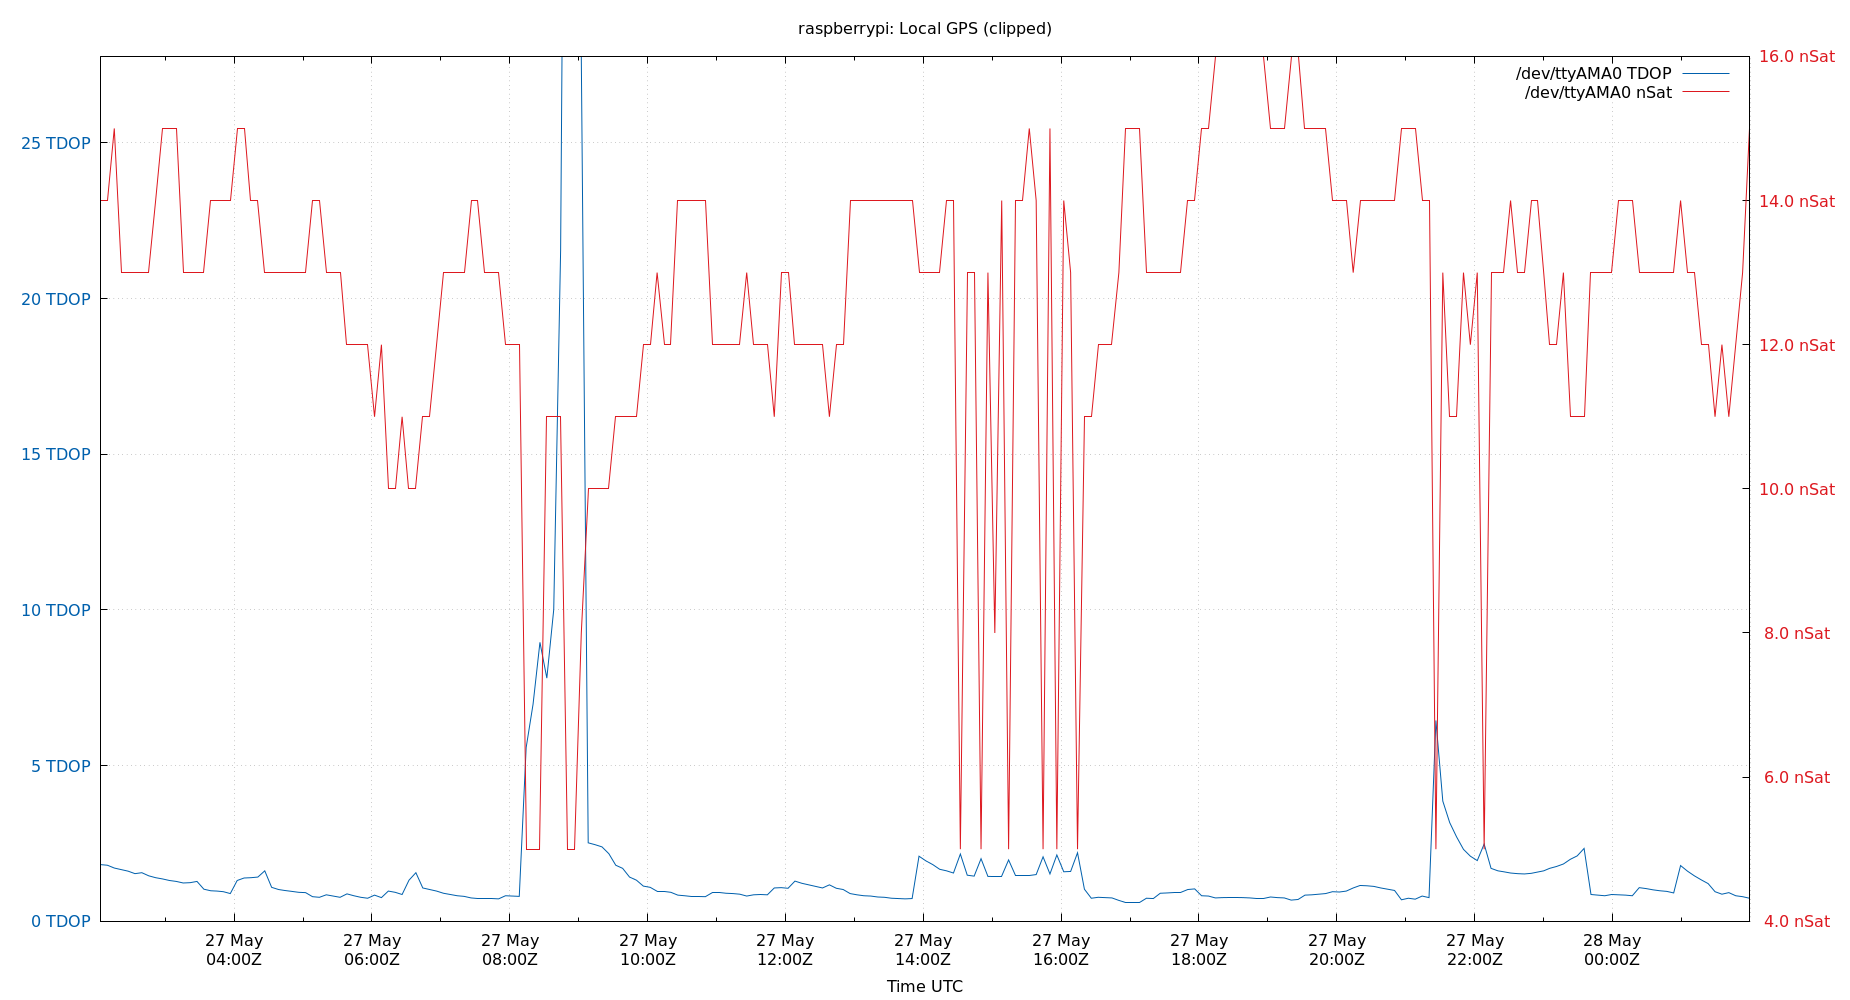 raspberrypi: Local GPS (clipped)
/dev/ttyAMA0 TDOP
/dev/ttyAMA0 nSat
25 TDOP
20 TDOP
15 TDOP
10 TDOP
5 TDOP
0 TDOP
16.0 nSat
14.0 nSat
12.0 nSat
10.0 nSat
8.0 nSat
6.0 nSat
4.0 nSat
27 May 27 May 27 May 27 May 27 May 27 May 27 May 27 May 27 May 27 May 28 May
04:00Z 06:00Z 08:00Z 10:00Z 12:00Z 14:00Z 16:00Z 18:00Z 20:00Z 22:00Z 00:00Z
Time UTC